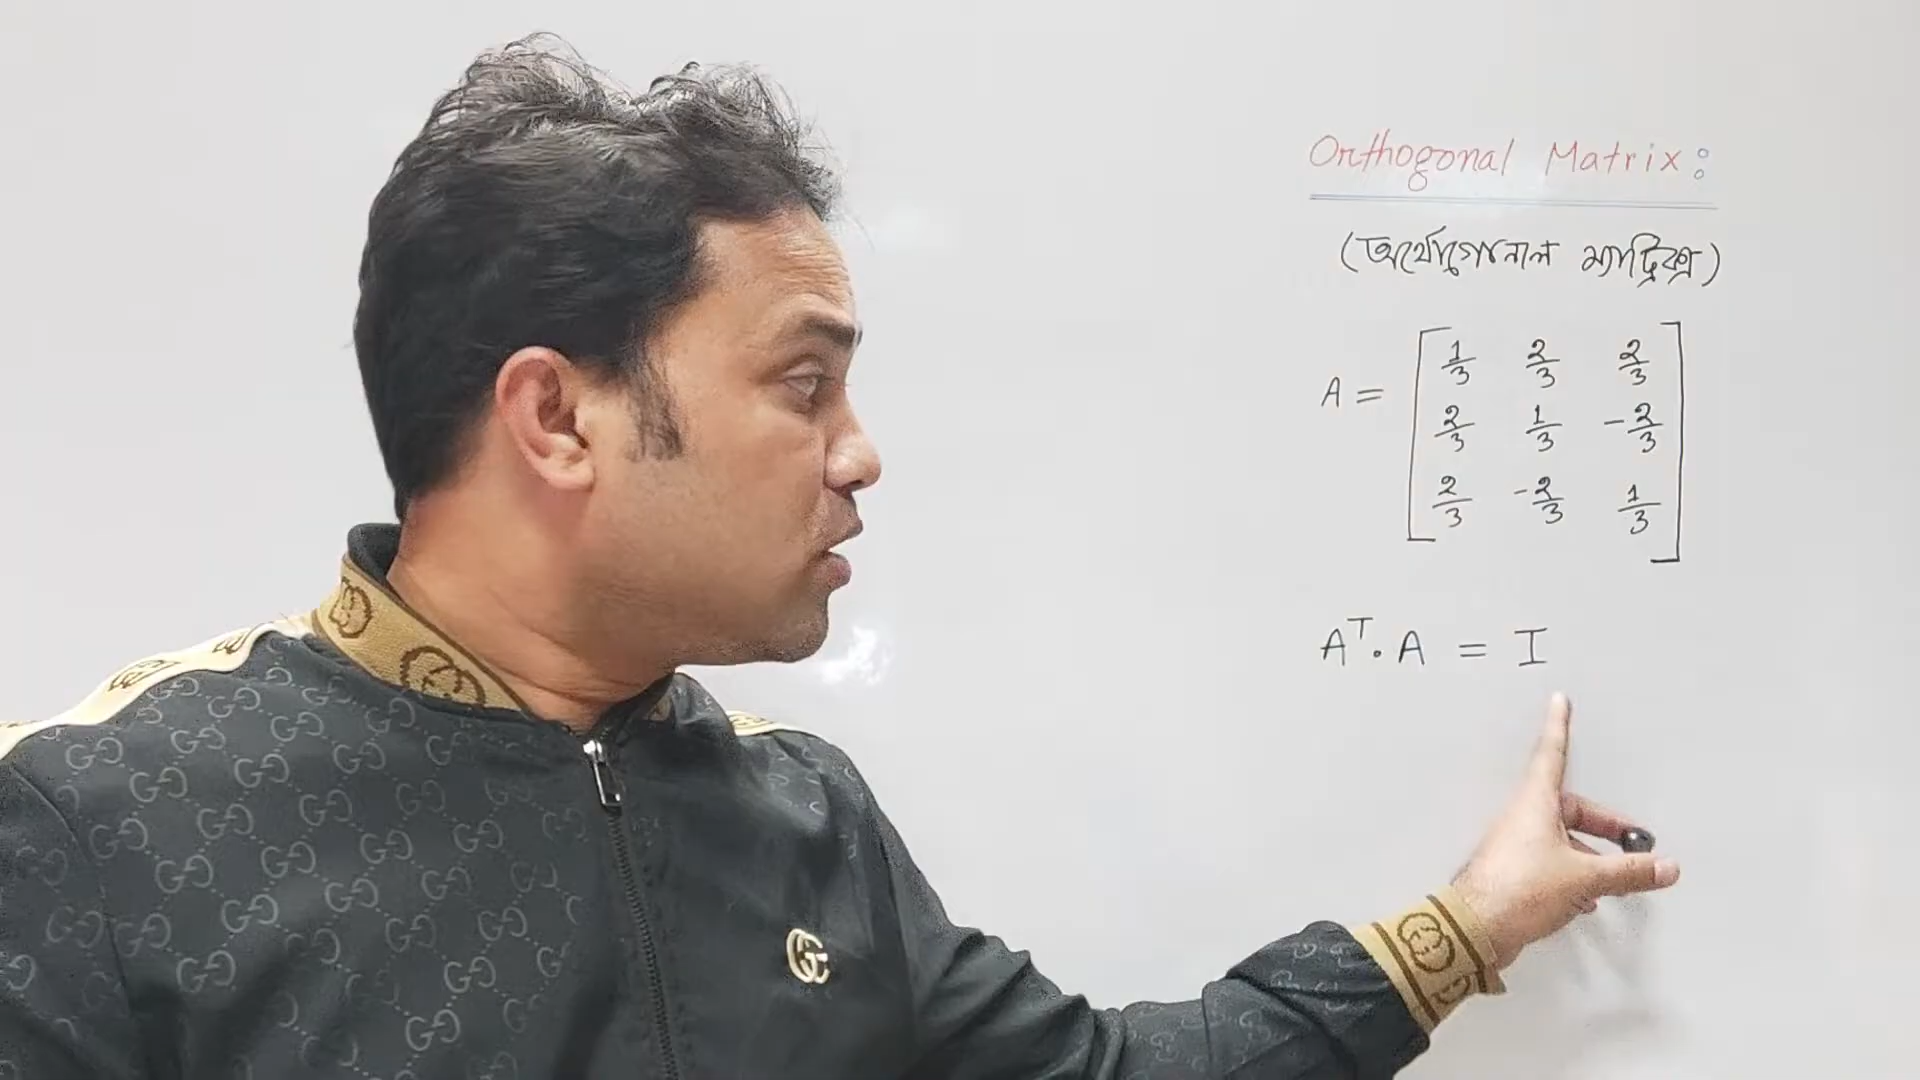 Orthogonal Matrix:
(অর্থোগোনাল ম্যাট্রিক্স)
A = [ 1/3 2/3 2/3
2/3 1/3 -2/3
2/3 -2/3 1/3 ]
Aᵀ . A = I